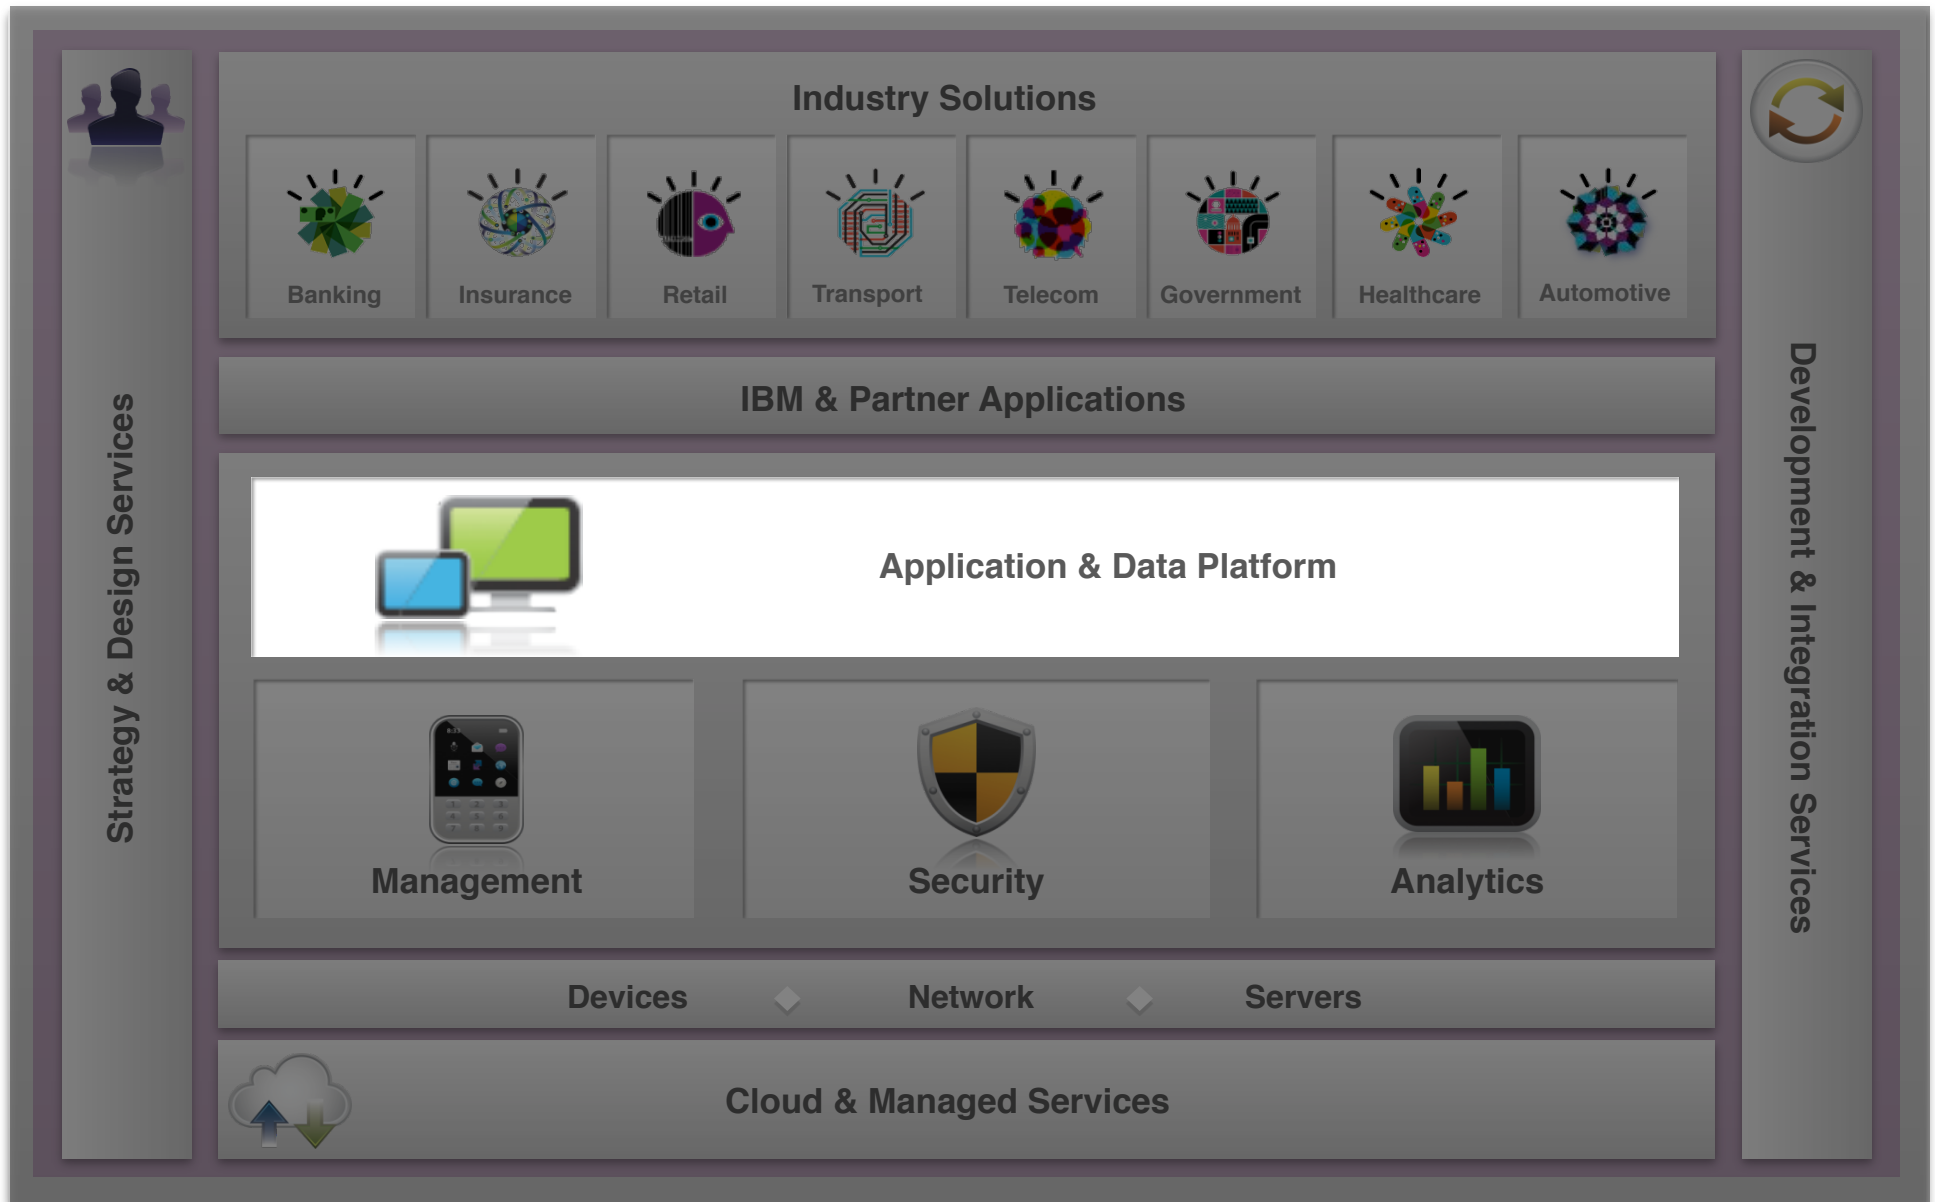 Industry Solutions
Banking
Insurance
Retail
Transport
Telecom
Government
Healthcare
Automotive
IBM & Partner Applications
Strategy & Design Services
Application & Data Platform
Development & Integration Services
Management
Security
Analytics
Devices
Network
Servers
Cloud & Managed Services